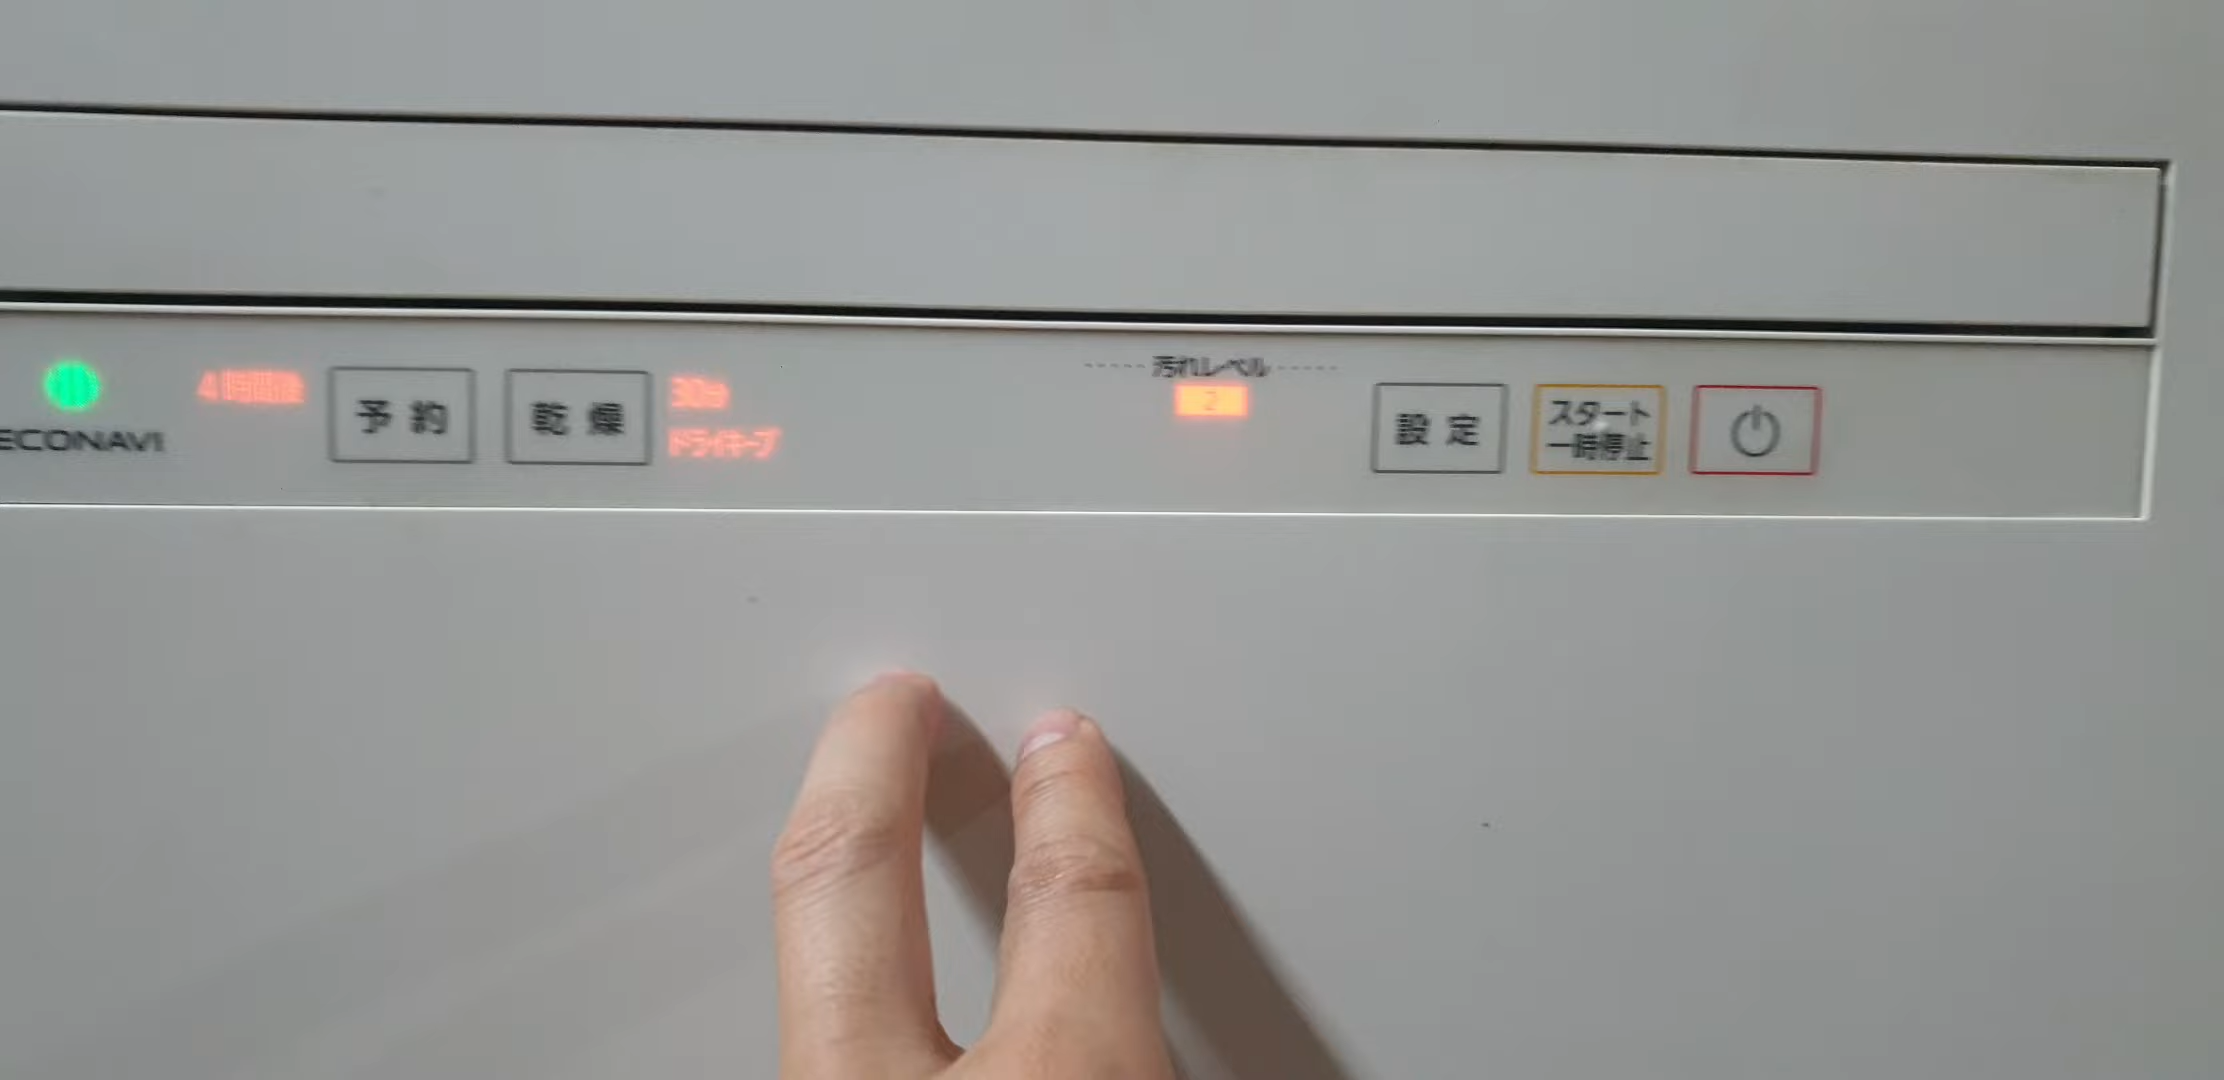 ECONAVI
4時間後
予約
乾燥
30分
ドライキープ
汚れレベル
2
設定
スタート
一時停止